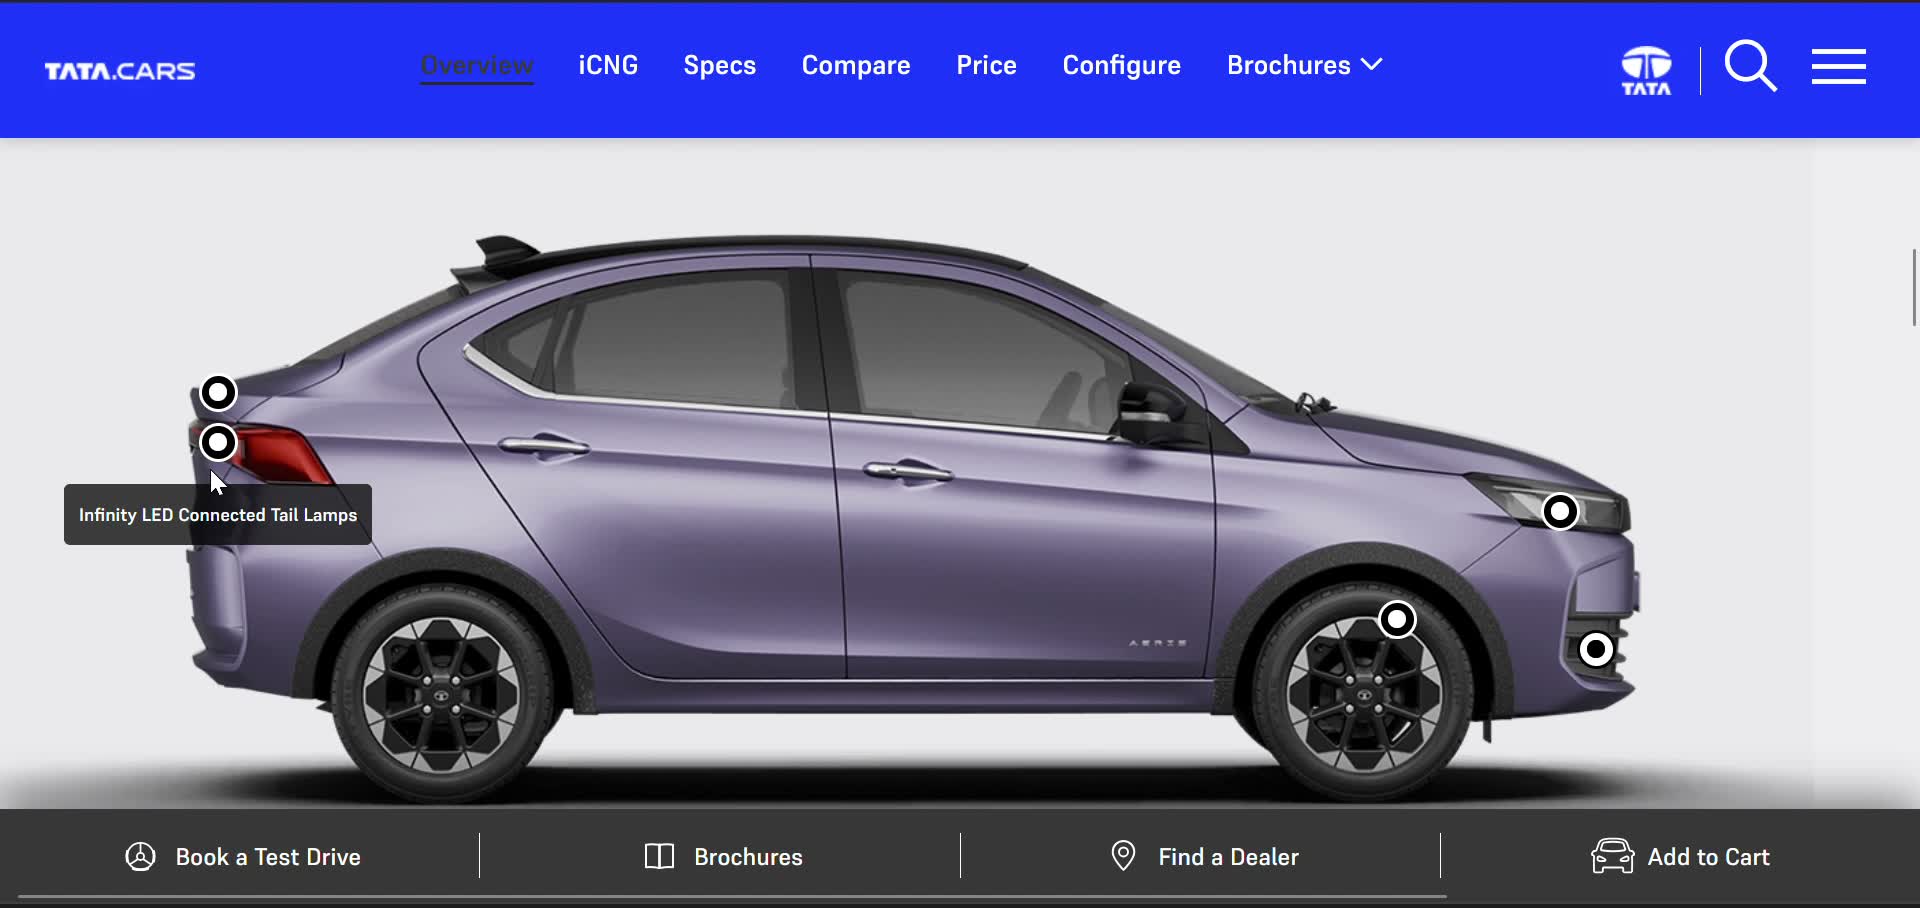 TATA.CARS
Overview iCNG Specs Compare Price Configure Brochures
TATA
Infinity LED Connected Tail Lamps
AERIS
Book a Test Drive Brochures Find a Dealer Add to Cart